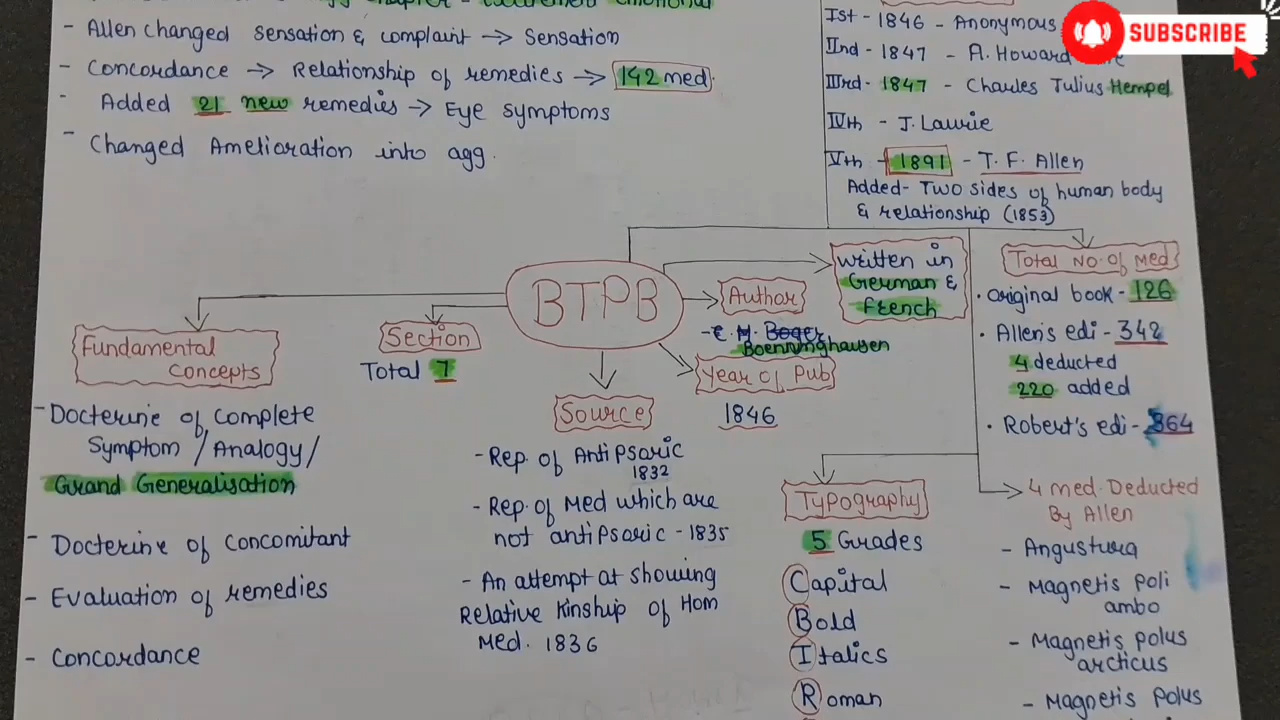 - Allen changed sensation & complaint → Sensation
- Concordance → Relationship of remedies → 142 med.
- Added 21 new remedies → Eye symptoms
- Changed Amelioration into agg.
Ist - 1846 - Anonymous
IInd - 1847 - A. Howard
IIIrd - 1847 - Charles Julius Hempel
IVth - J. Laurie
Vth - 1891 - T. F. Allen
Added - Two sides of human body
& relationship (1853)
SUBSCRIBE
BTPB
Fundamental
Concepts
- Docterine of complete
Symptom / Analogy /
Grand Generalisation
- Docterine of concomitant
- Evaluation of remedies
- Concordance
Section
Total 7
Source
- Rep. of Antipsoric
1832
- Rep. of Med which are
not antipsoric - 1835
- An attempt at showing
Relative Kinship of Hom
Med. 1836
Author
- C. M. Boger
Boenninghausen
Year of Pub
1846
Written in
German &
French
Total No. of Med
• Original book - 126
• Allen's edi - 342
4 deducted
220 added
• Robert's edi - 364
Typography
5 Grades
Capital
Bold
Italics
Roman
4 med. Deducted
By Allen
- Angustura
- Magnetis poli
ambo
- Magnetis polus
arcticus
- Magnetis polus